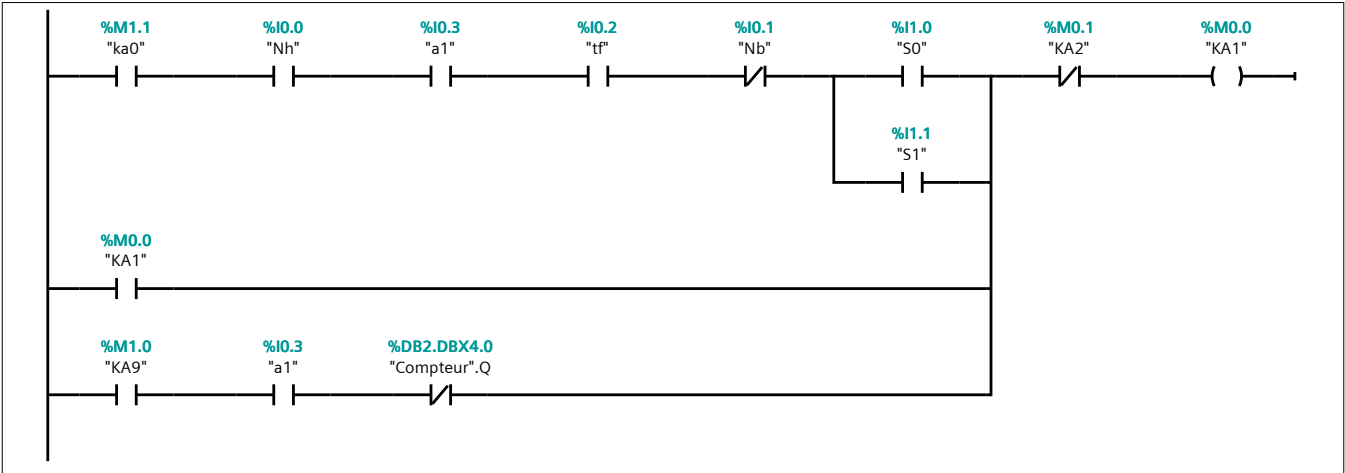 %M1.1 %I0.0 %I0.3 %I0.2 %I0.1 %I1.0 %M0.1 %M0.0
"ka0" "Nh" "a1" "tf" "Nb" "S0" "KA2" "KA1"
%I1.1
"S1"
%M0.0
"KA1"
%M1.0 %I0.3 %DB2.DBX4.0
"KA9" "a1" "Compteur".Q